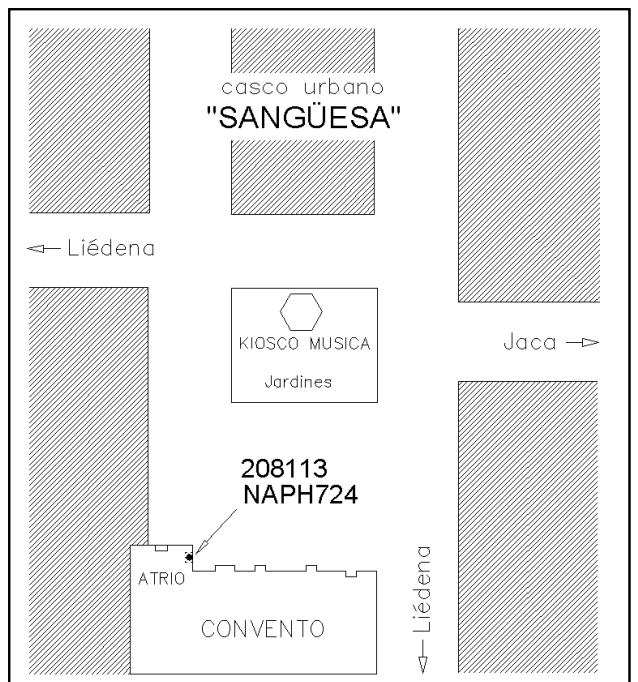 casco urbano
"SANGÜESA"
Liédena
KIOSCO MUSICA
Jardines
Jaca
208113
NAPH724
ATRIO
CONVENTO
Liédena